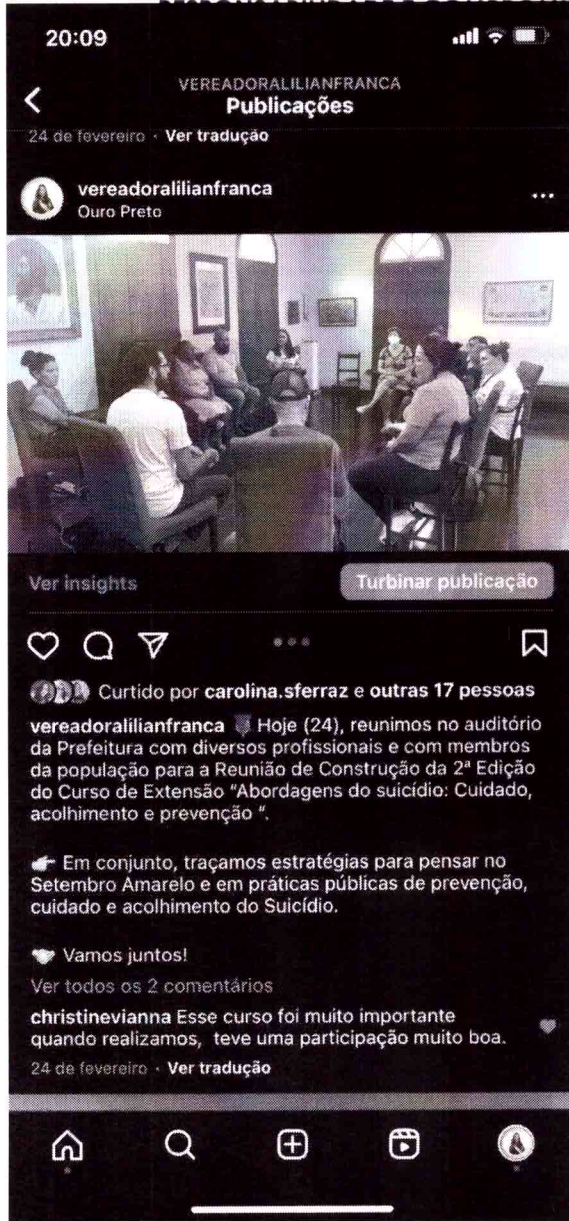 20:09
VEREADORALILIANFRANCA
Publicações
24 de fevereiro · Ver tradução
vereadoralilianfranca
Ouro Preto
Ver insights
Turbinar publicação
Curtido por carolina.sferraz e outras 17 pessoas
vereadoralilianfranca Hoje (24), reunimos no auditório
da Prefeitura com diversos profissionais e com membros
da população para a Reunião de Construção da 2ª Edição
do Curso de Extensão “Abordagens do suicídio: Cuidado,
acolhimento e prevenção “.
Em conjunto, traçamos estratégias para pensar no
Setembro Amarelo e em práticas públicas de prevenção,
cuidado e acolhimento do Suicídio.
Vamos juntos!
Ver todos os 2 comentários
christinevianna Esse curso foi muito importante
quando realizamos, teve uma participação muito boa.
24 de fevereiro · Ver tradução